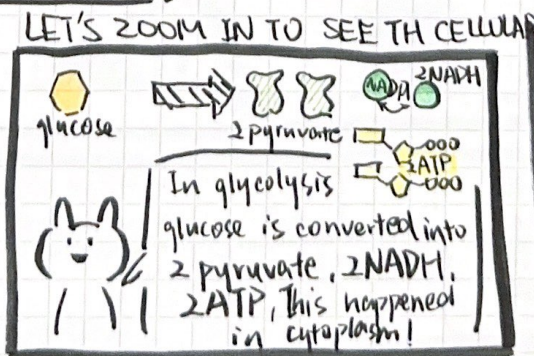 LET'S ZOOM IN TO SEE TH CELLULA
glucose
2 pyruvate
NADH
2NADH
2ATP
In glycolysis
glucose is converted into
2 pyruvate, 2NADH,
2ATP, This happened
in cytoplasm!